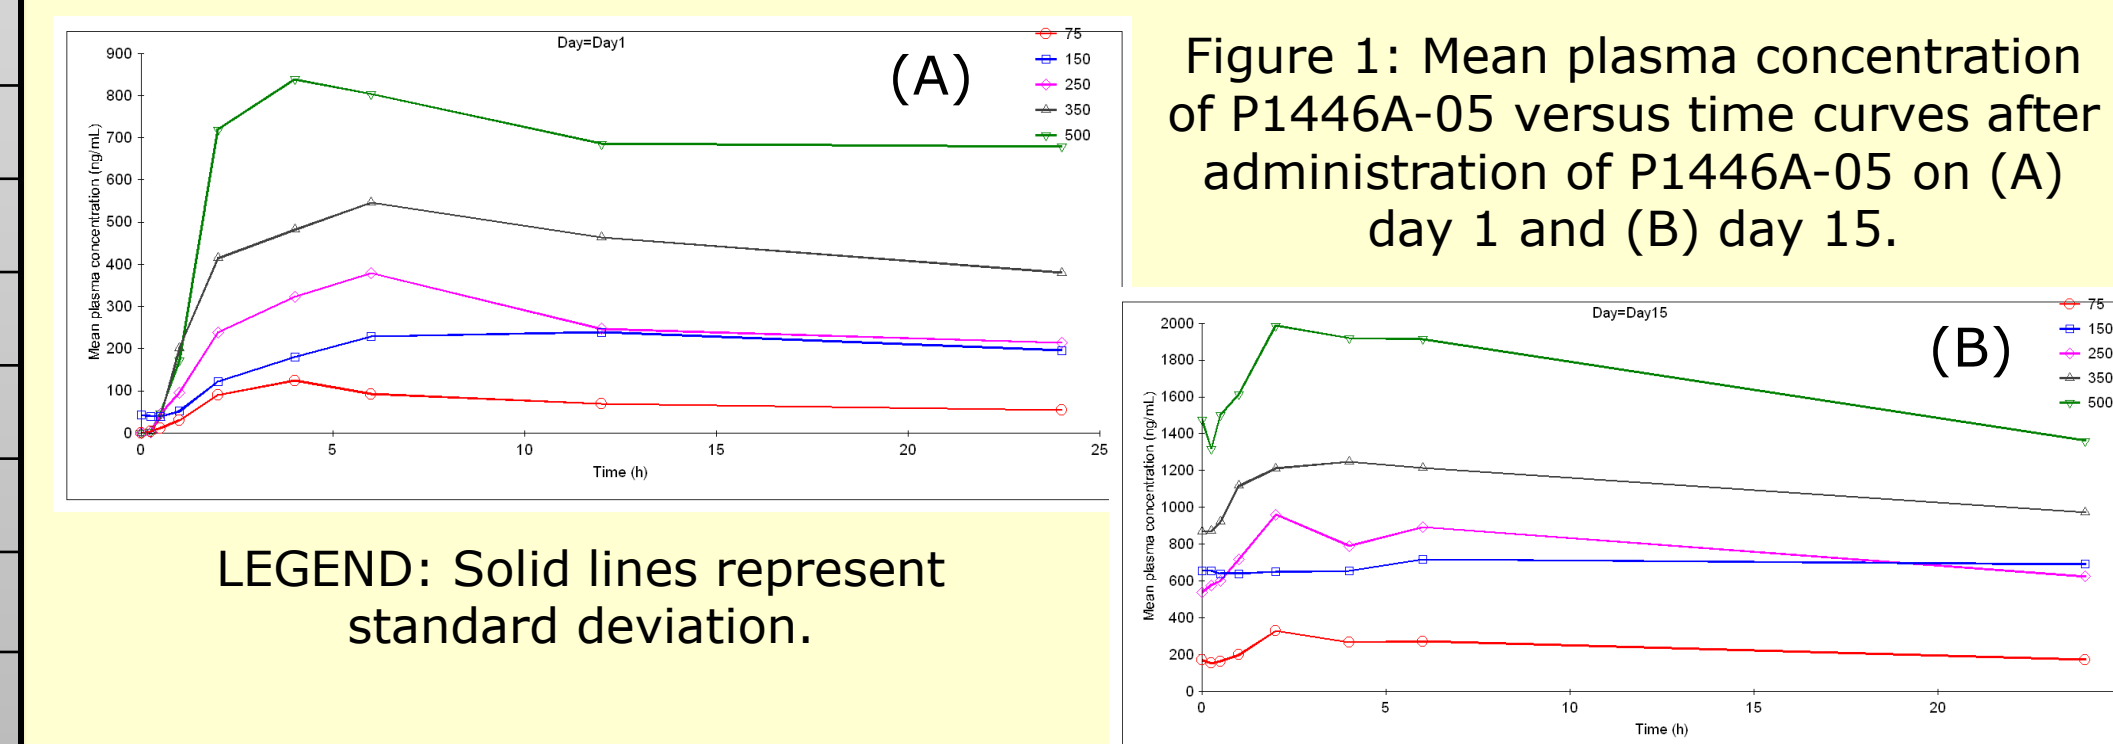 Day=Day1
(A)
75
150
250
350
500
900
800
700
600
500
400
300
200
100
0
Mean plasma concentration (ng/mL)
0 5 10 15 20 25
Time (h)
Figure 1: Mean plasma concentration
of P1446A-05 versus time curves after
administration of P1446A-05 on (A)
day 1 and (B) day 15.
LEGEND: Solid lines represent
standard deviation.
Day=Day15
(B)
75
150
250
350
500
2000
1800
1600
1400
1200
1000
800
600
400
200
0
Mean plasma concentration (ng/mL)
0 5 10 15 20
Time (h)